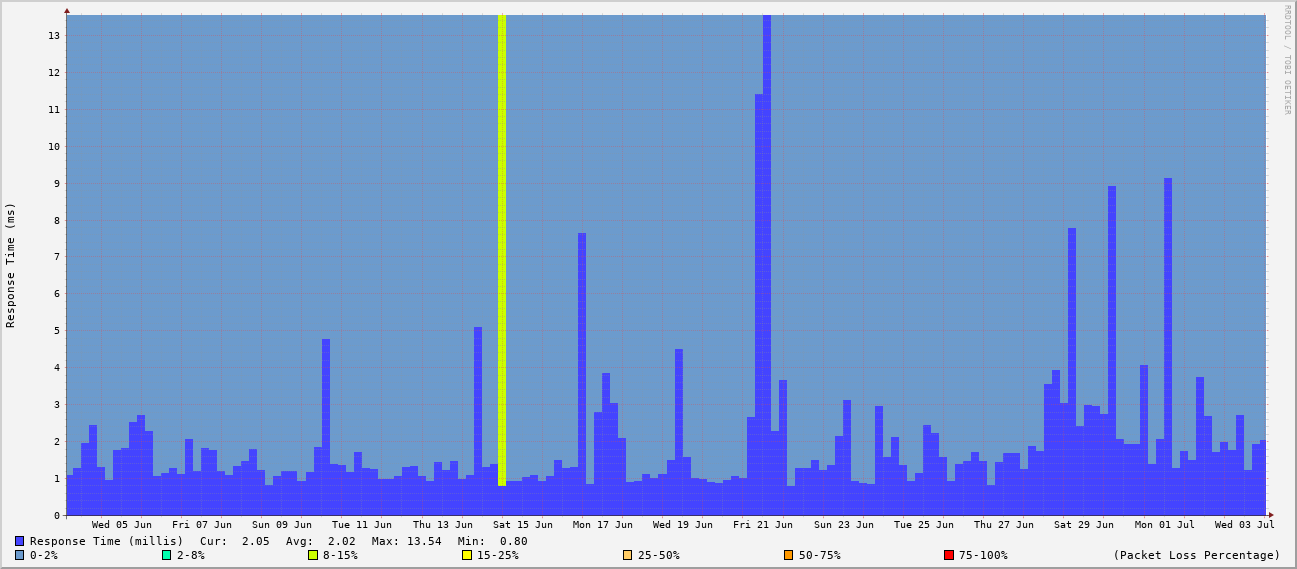 RRDTOOL / TOBI OETIKER
Response Time (ms)
13
12
11
10
9
8
7
6
5
4
3
2
1
0
Wed 05 Jun Fri 07 Jun Sun 09 Jun Tue 11 Jun Thu 13 Jun Sat 15 Jun Mon 17 Jun Wed 19 Jun Fri 21 Jun Sun 23 Jun Tue 25 Jun Thu 27 Jun Sat 29 Jun Mon 01 Jul Wed 03 Jul
Response Time (millis) Cur: 2.05 Avg: 2.02 Max: 13.54 Min: 0.80
0-2% 2-8% 8-15% 15-25% 25-50% 50-75% 75-100% (Packet Loss Percentage)